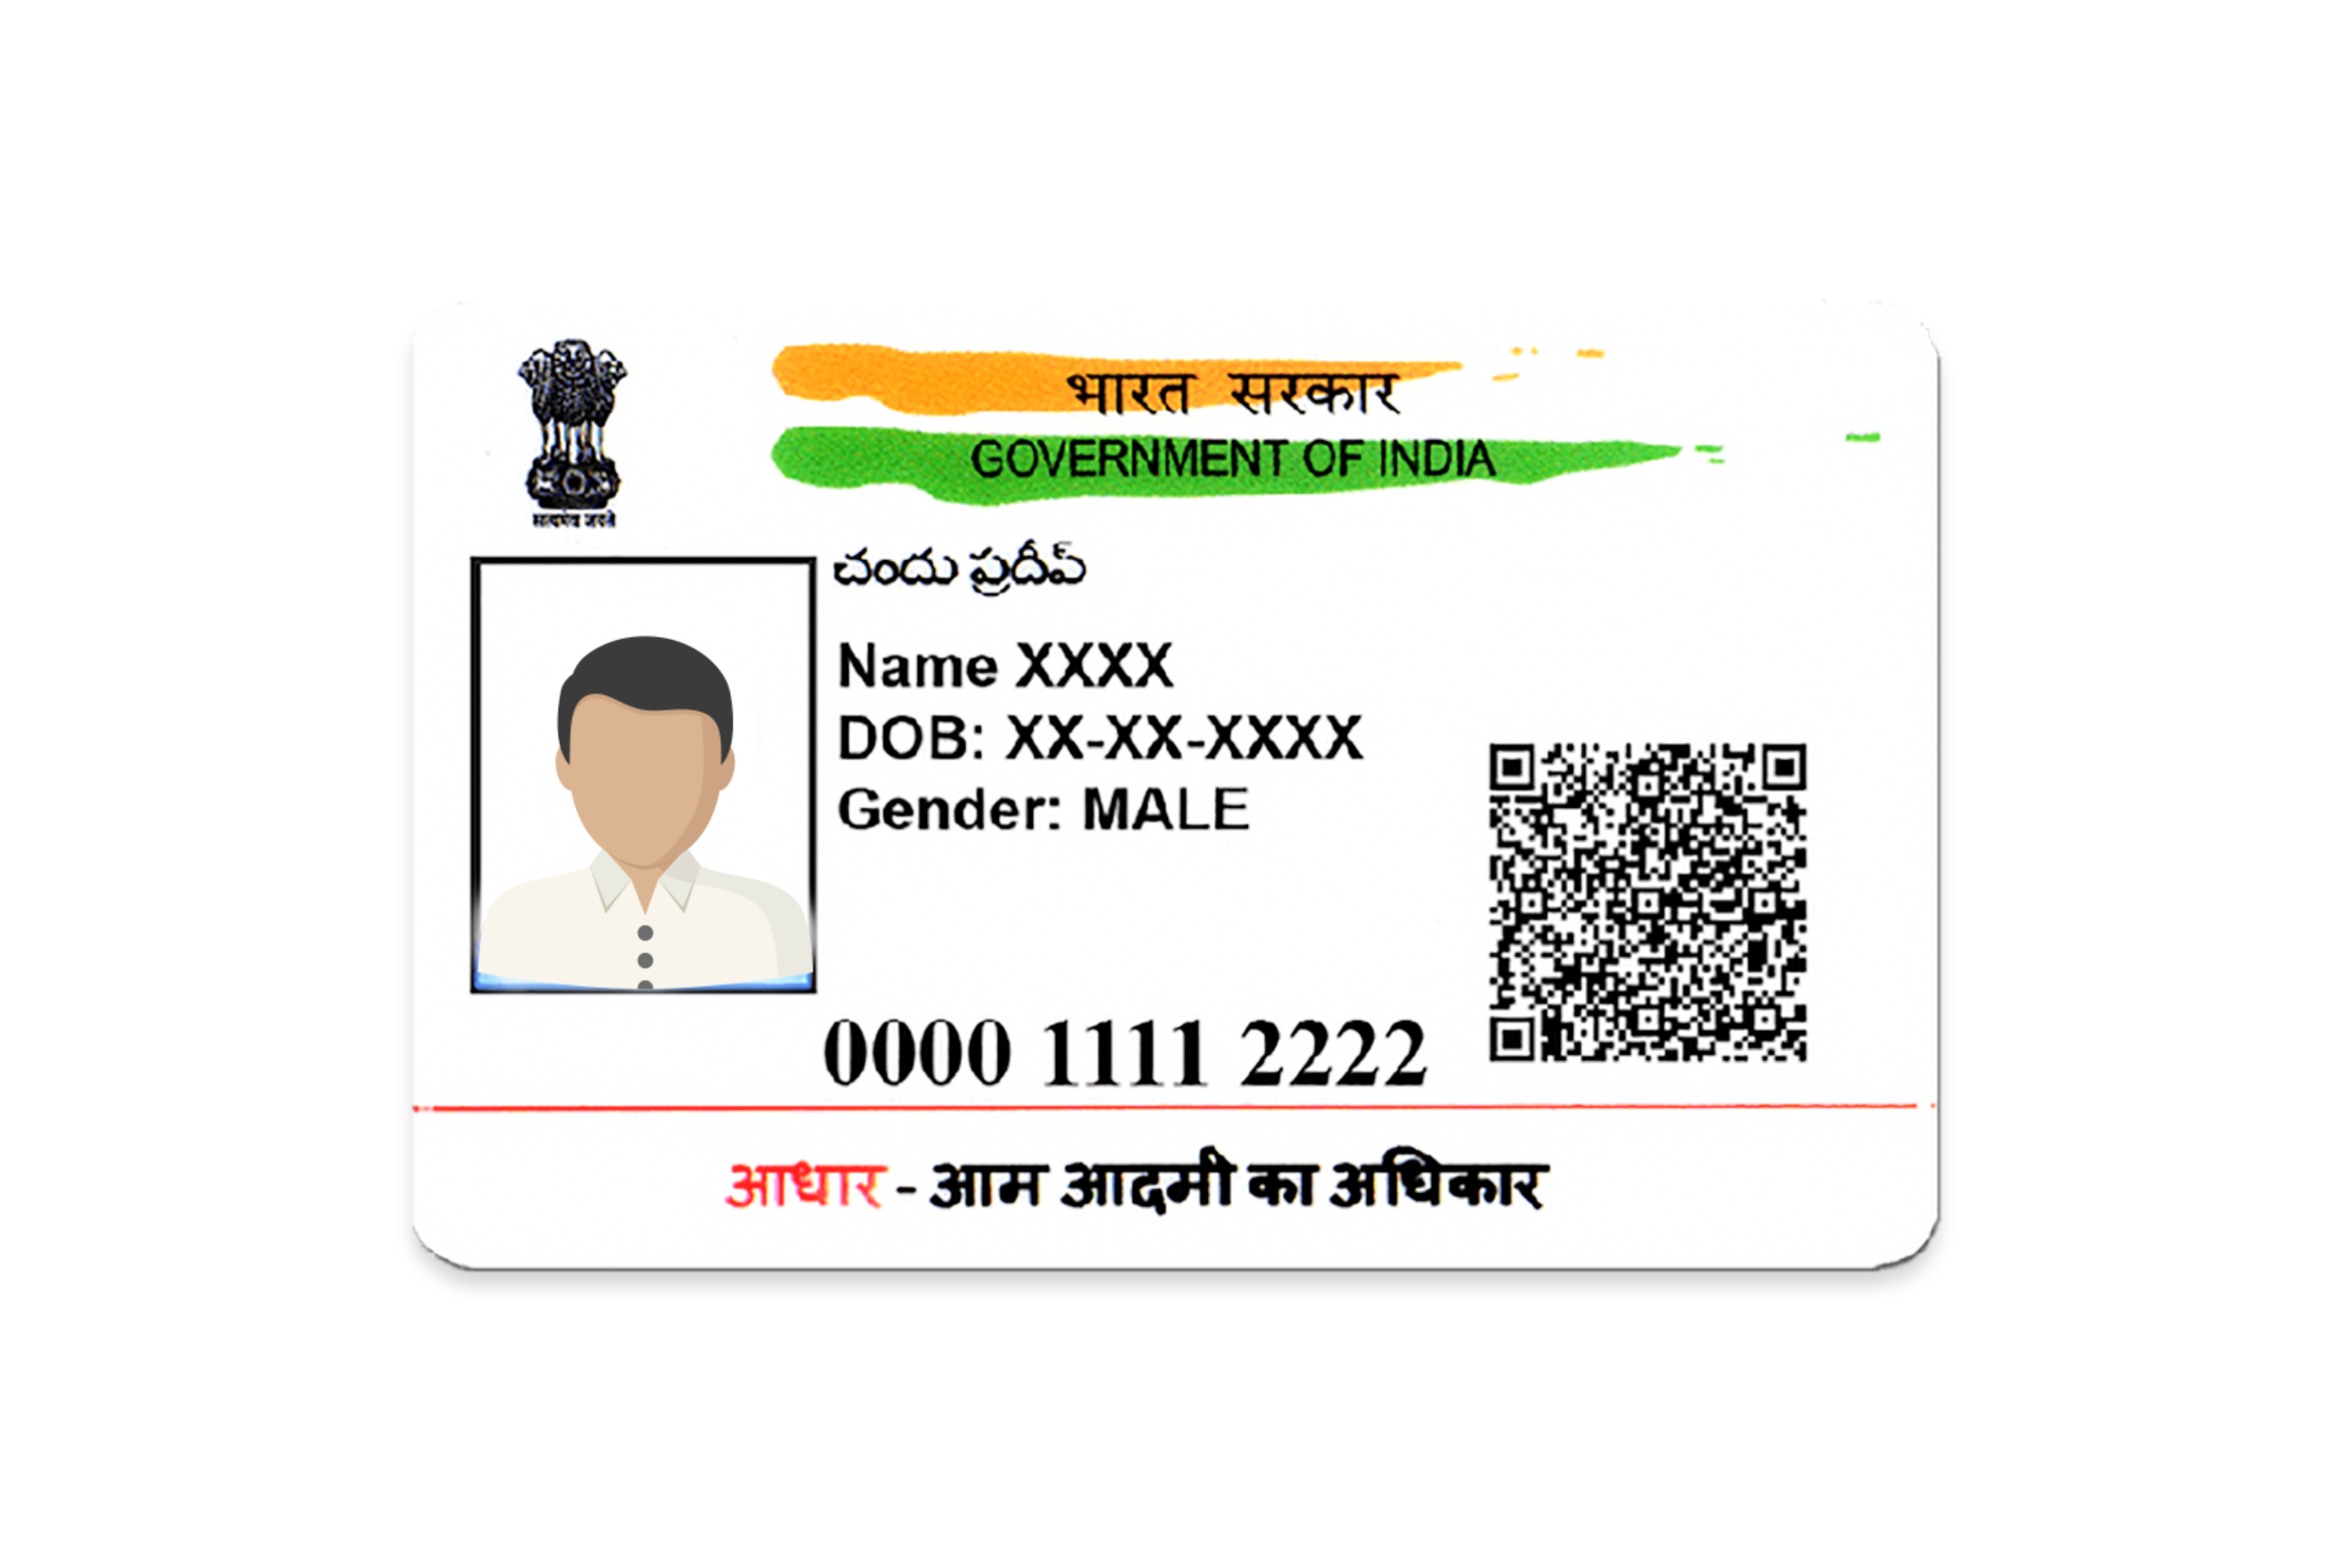 भारत सरकार
GOVERNMENT OF INDIA
सत्यमेव जयते
చందు ప్రదీప్
Name XXXX
DOB: XX-XX-XXXX
Gender: MALE
0000 1111 2222
आधार - आम आदमी का अधिकार